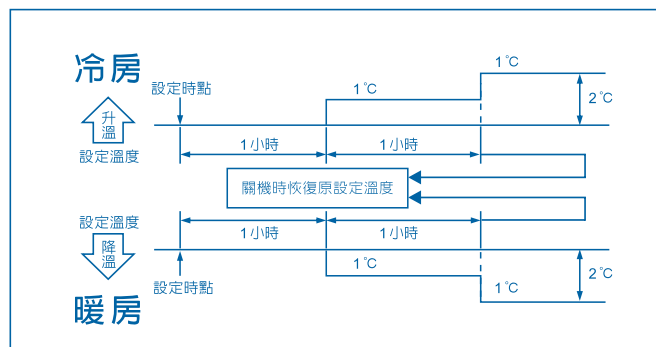 冷房
升溫
設定溫度
設定時點
1℃
1℃
2℃
1小時
1小時
關機時恢復原設定溫度
設定溫度
降溫
暖房
1小時
1小時
設定時點
1℃
1℃
2℃